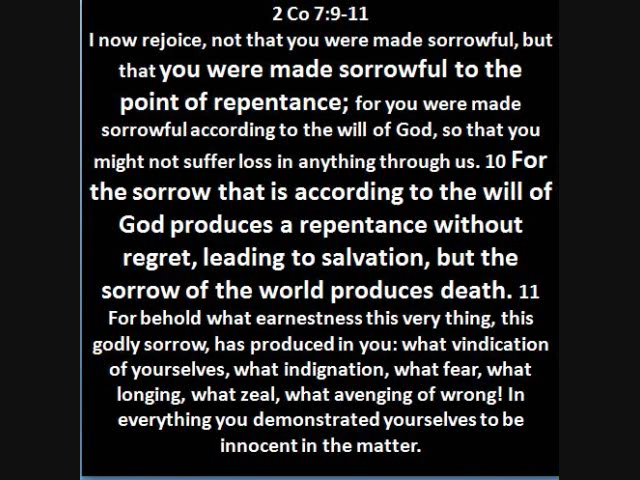 2 Co 7:9-11
I now rejoice, not that you were made sorrowful, but
that you were made sorrowful to the
point of repentance; for you were made
sorrowful according to the will of God, so that you
might not suffer loss in anything through us. 10 For
the sorrow that is according to the will of
God produces a repentance without
regret, leading to salvation, but the
sorrow of the world produces death. 11
For behold what earnestness this very thing, this
godly sorrow, has produced in you: what vindication
of yourselves, what indignation, what fear, what
longing, what zeal, what avenging of wrong! In
everything you demonstrated yourselves to be
innocent in the matter.